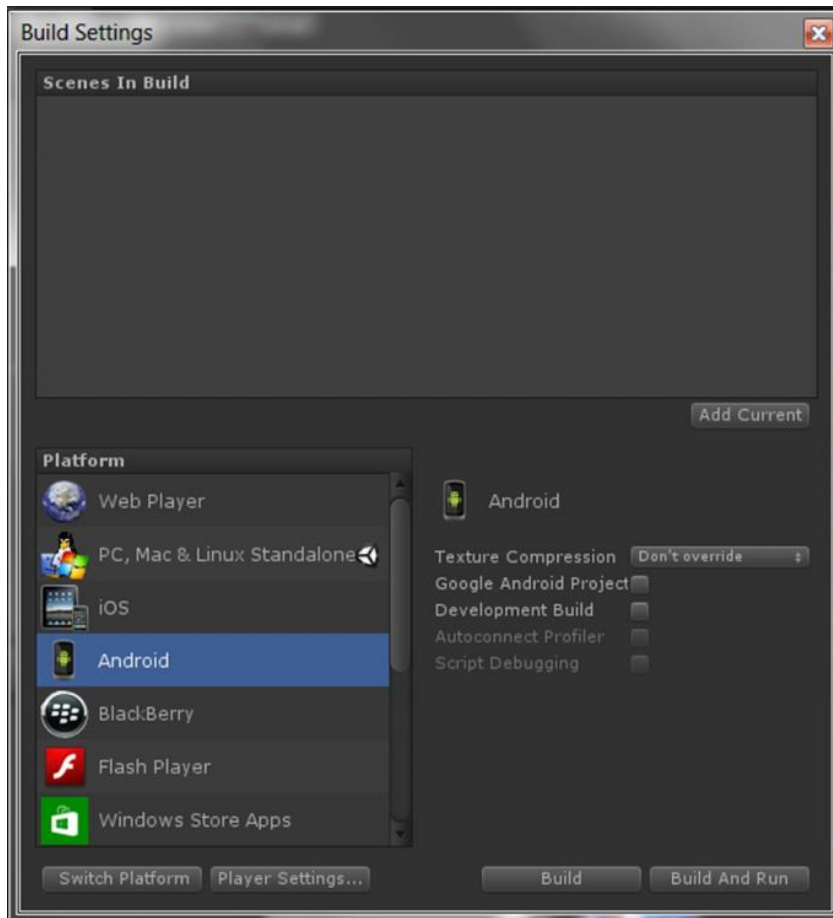 Build Settings
Scenes In Build
Add Current
Platform
Web Player
PC, Mac & Linux Standalone
iOS
Android
BlackBerry
Flash Player
Windows Store Apps
Android
Texture Compression Don't override
Google Android Project
Development Build
Autoconnect Profiler
Script Debugging
Switch Platform Player Settings... Build Build And Run